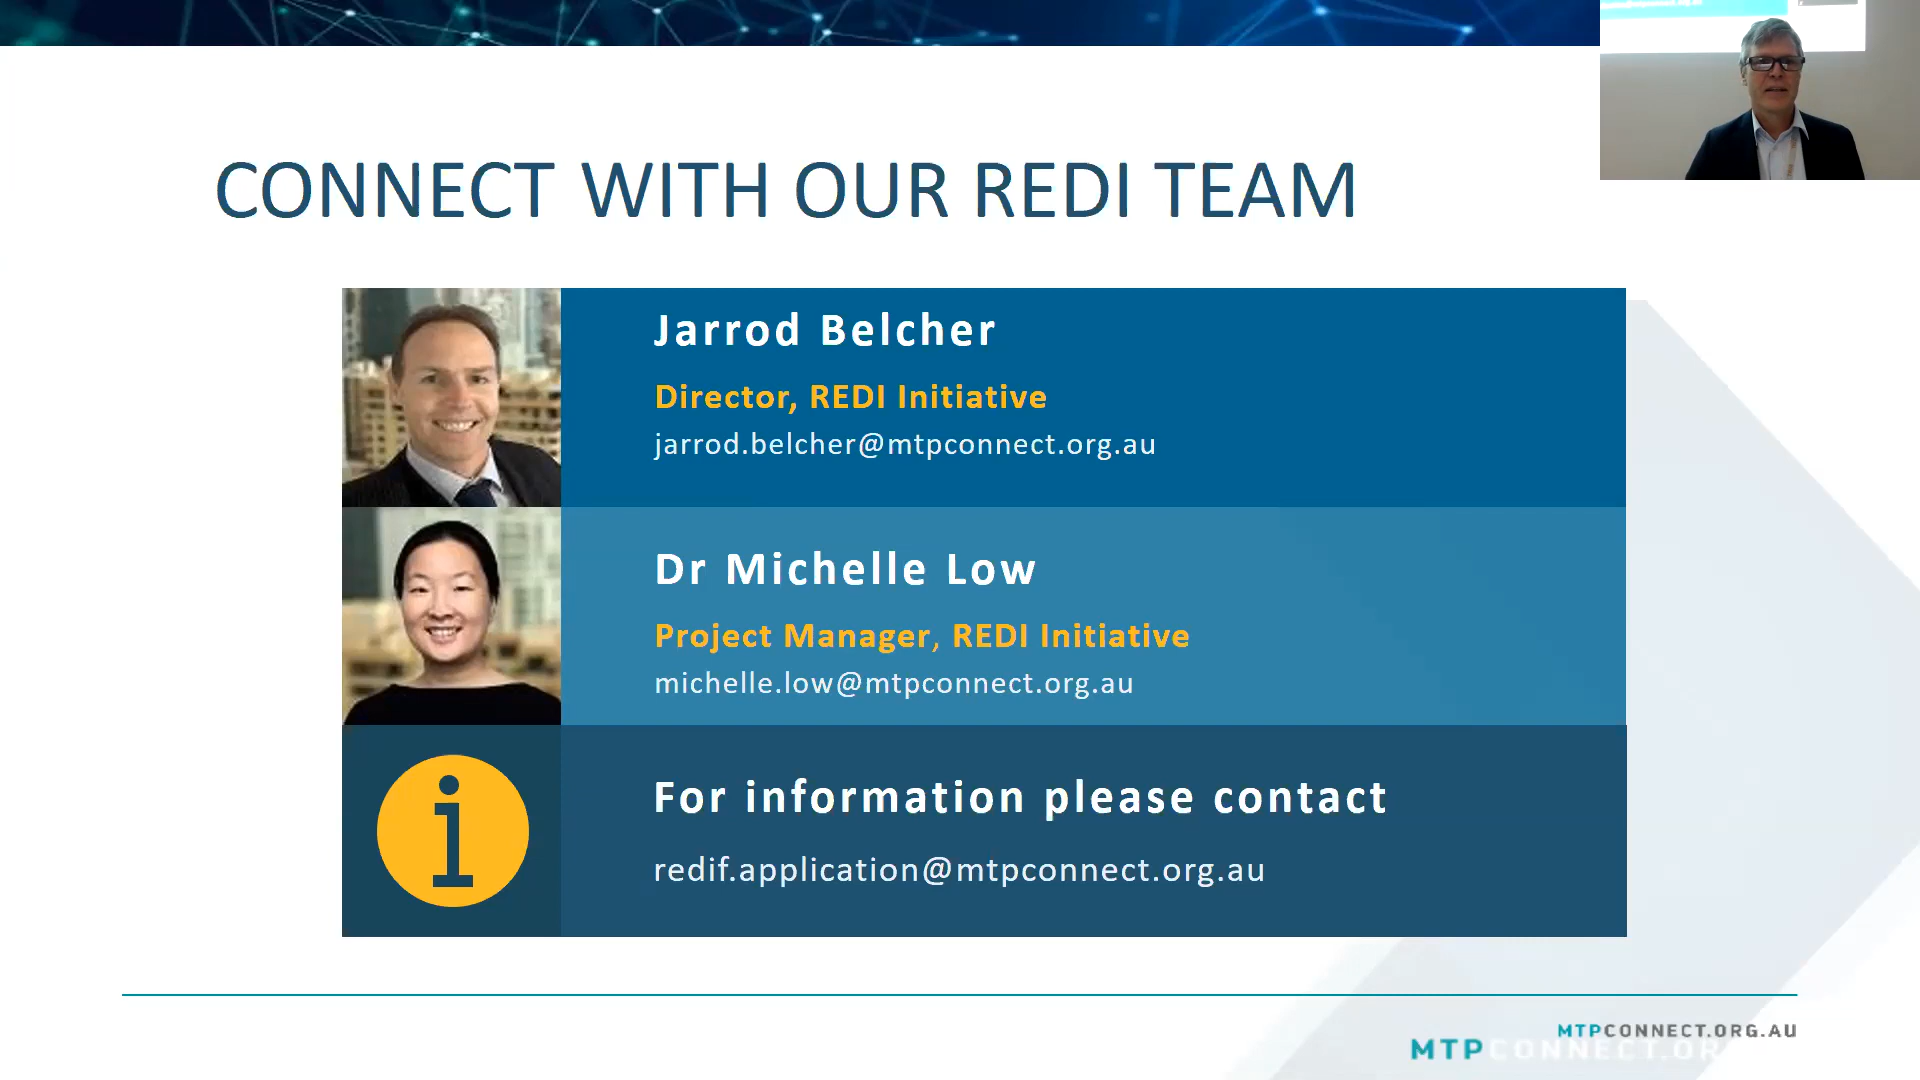 CONNECT WITH OUR REDI TEAM
Jarrod Belcher
Director, REDI Initiative
jarrod.belcher@mtpconnect.org.au
Dr Michelle Low
Project Manager, REDI Initiative
michelle.low@mtpconnect.org.au
For information please contact
redif.application@mtpconnect.org.au
MTPCONNECT.ORG.AU
MTPCONNECT.OR